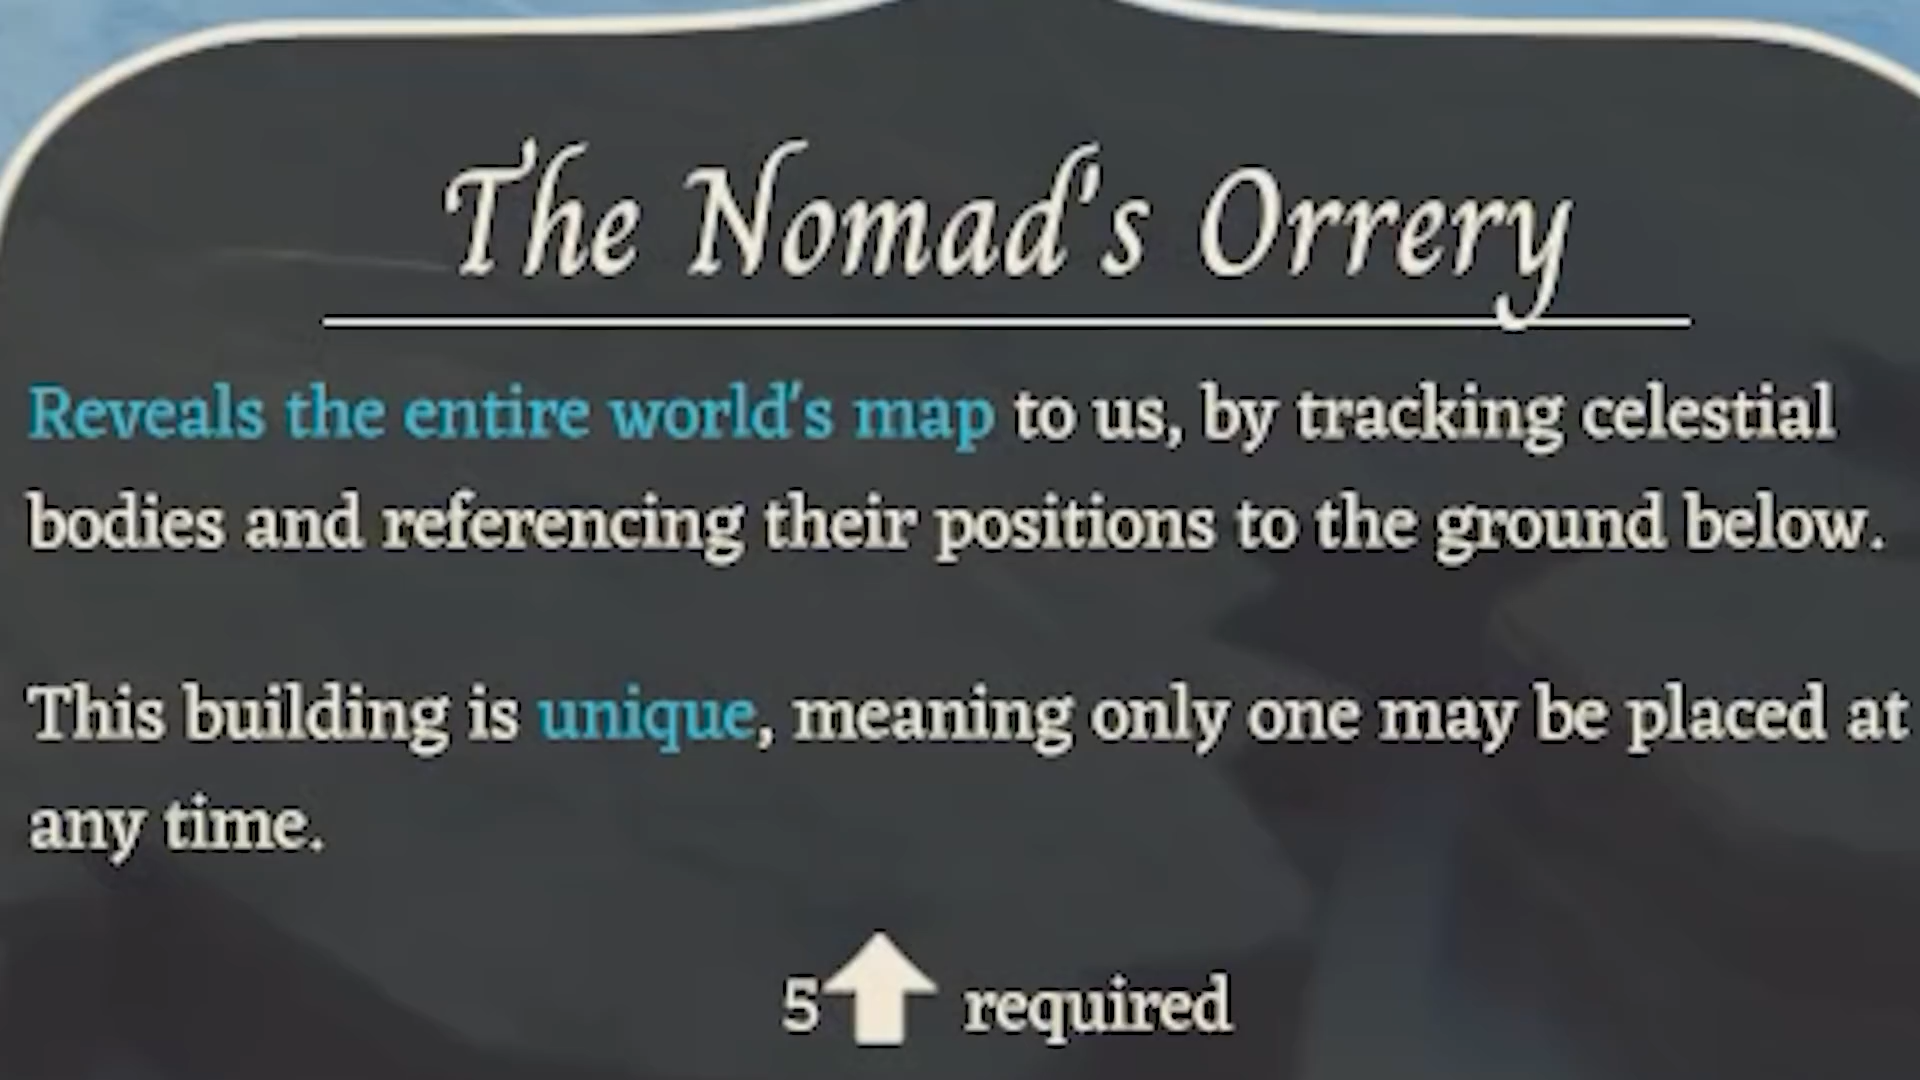 The Nomad's Orrery
Reveals the entire world's map to us, by tracking celestial
bodies and referencing their positions to the ground below.
This building is unique, meaning only one may be placed at
any time.
5 required